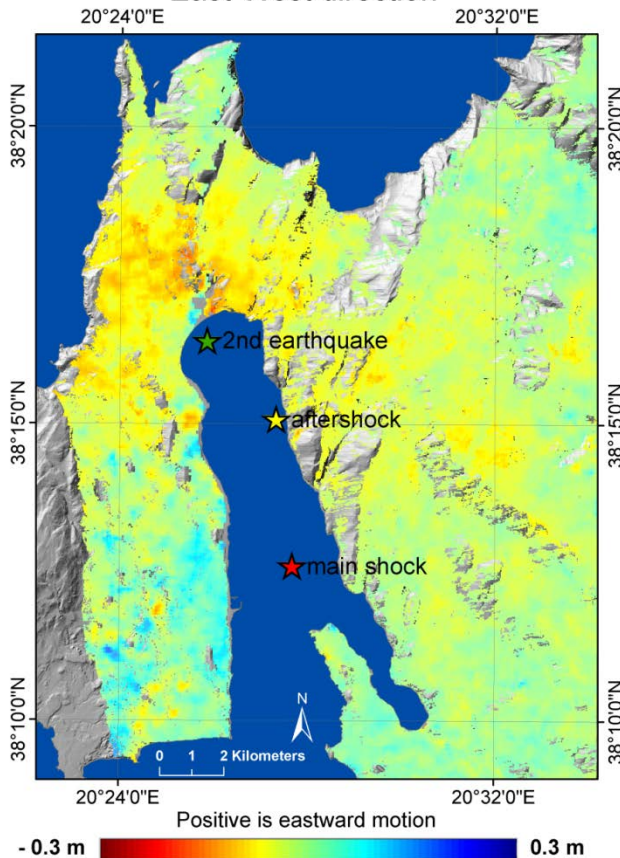 East-West direction
20°24'0"E
20°32'0"E
38°20'0"N
38°20'0"N
2nd earthquake
aftershock
38°15'0"N
38°15'0"N
main shock
N
38°10'0"N
38°10'0"N
0 1 2 Kilometers
20°24'0"E
20°32'0"E
Positive is eastward motion
- 0.3 m
0.3 m